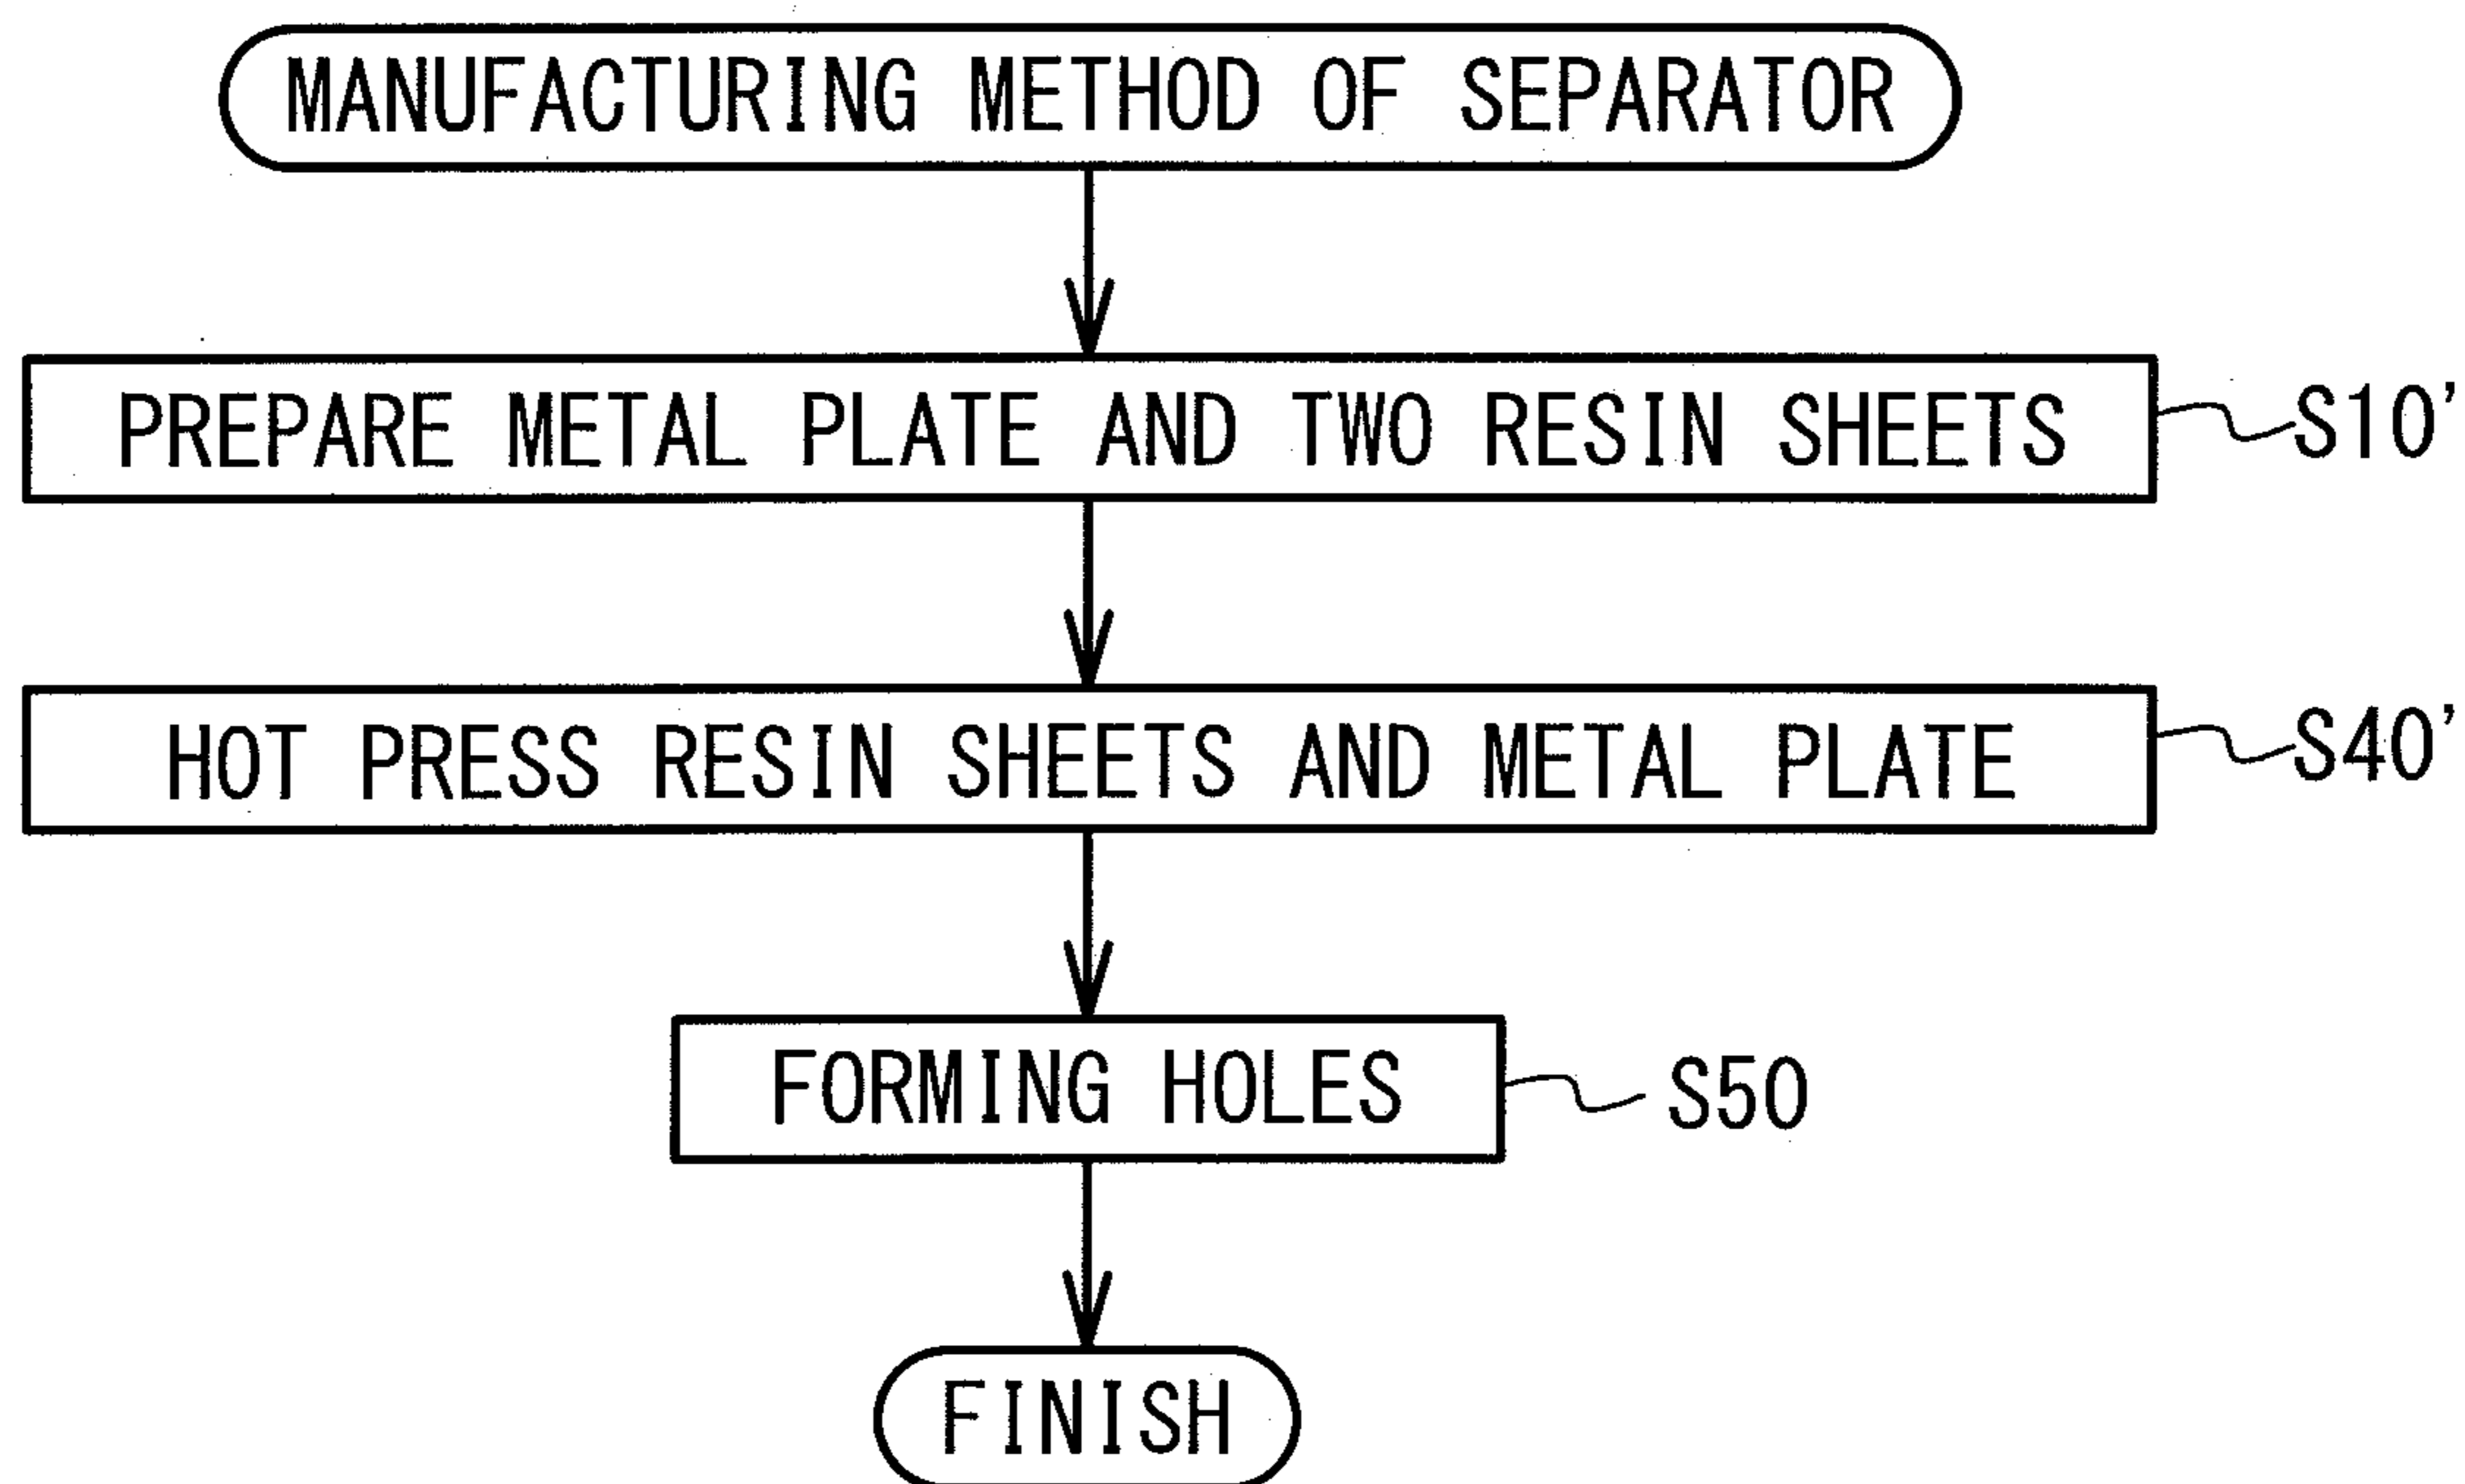 MANUFACTURING METHOD OF SEPARATOR
PREPARE METAL PLATE AND TWO RESIN SHEETS
S10'
HOT PRESS RESIN SHEETS AND METAL PLATE
S40'
FORMING HOLES
S50
FINISH